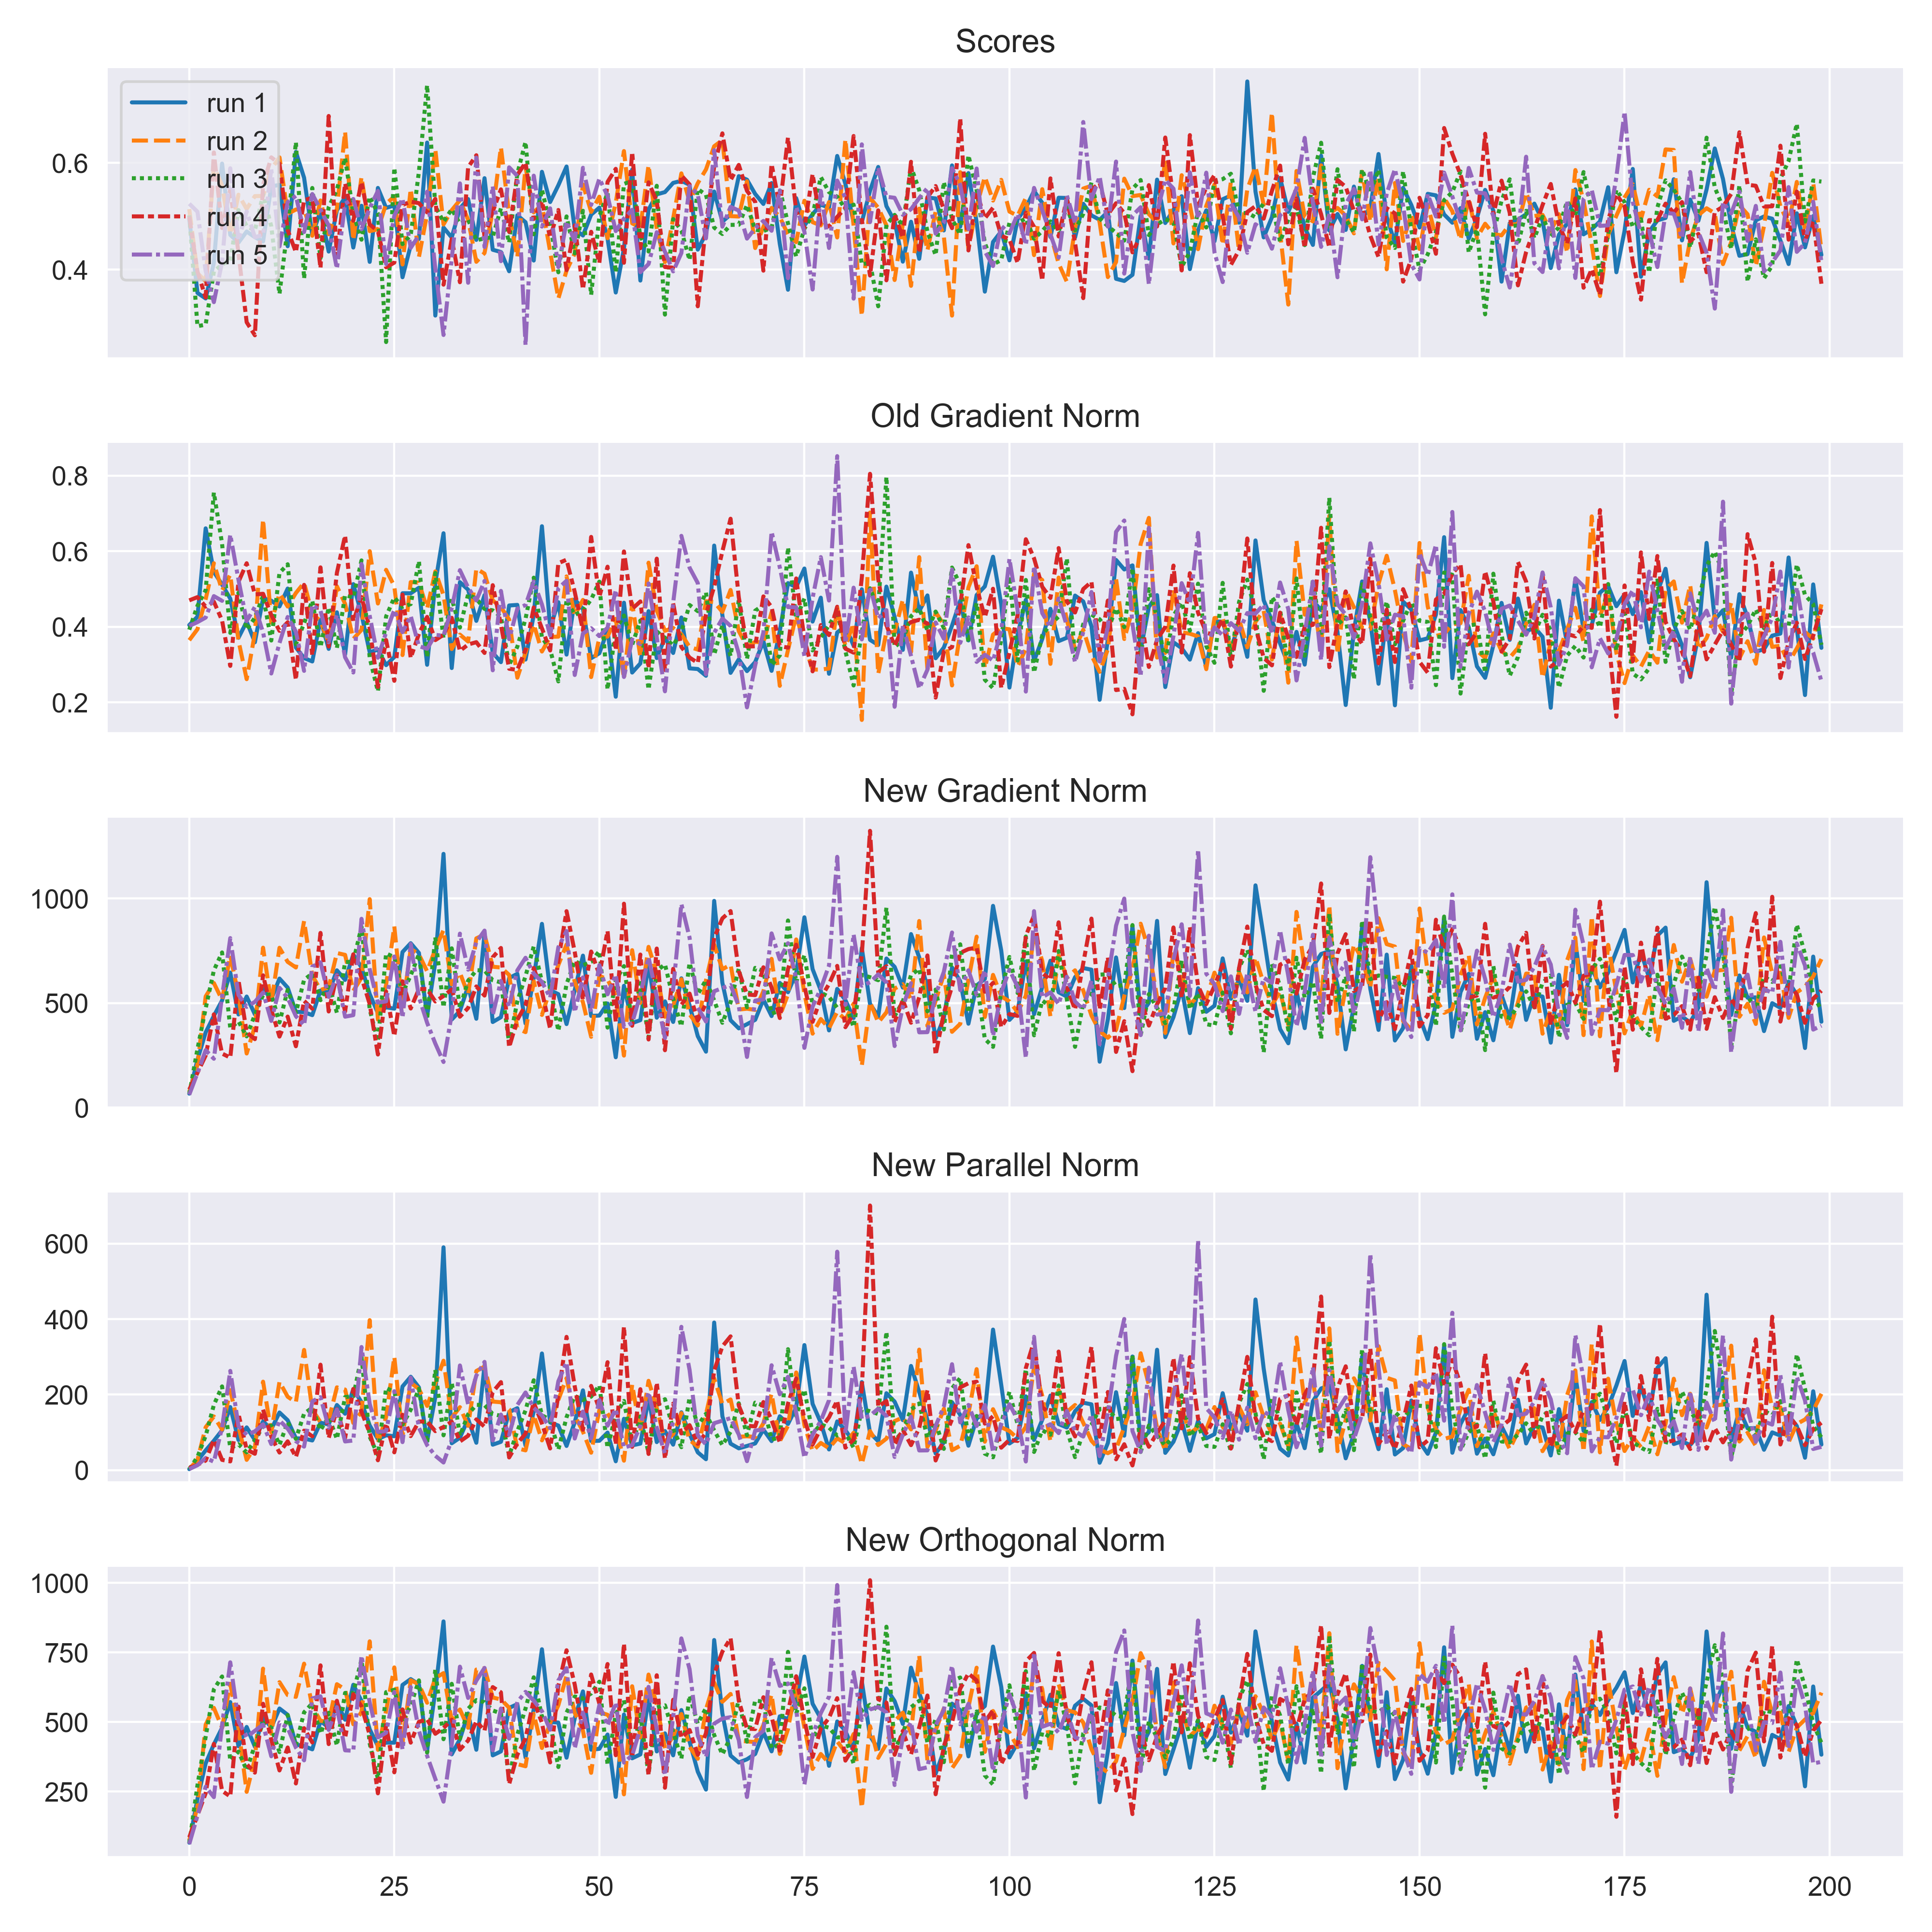 Scores
run 1
run 2
run 3
run 4
run 5
0.6
0.4
Old Gradient Norm
0.8
0.6
0.4
0.2
New Gradient Norm
1000
500
0
New Parallel Norm
600
400
200
0
New Orthogonal Norm
1000
750
500
250
0 25 50 75 100 125 150 175 200